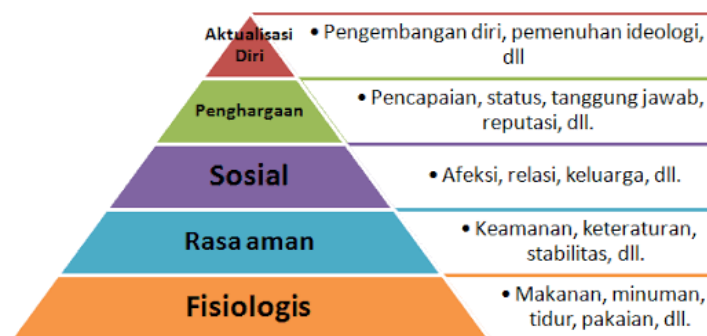 Aktualisasi
Diri
• Pengembangan diri, pemenuhan ideologi,
dll
Penghargaan
• Pencapaian, status, tanggung jawab,
reputasi, dll.
Sosial
• Afeksi, relasi, keluarga, dll.
Rasa aman
• Keamanan, keteraturan,
stabilitas, dll.
Fisiologis
• Makanan, minuman,
tidur, pakaian, dll.